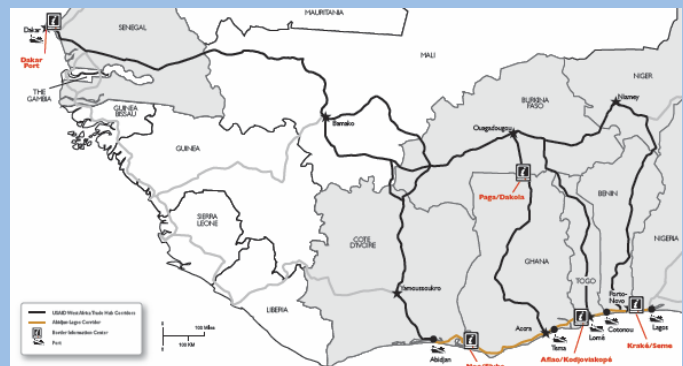 MAURITANIA
SENEGAL
Dakar
Dakar
Port
MALI
NIGER
THE
GAMBIA
Niamey
BURKINA
FASO
GUINEA
BISSAU
Bamako
Ouagadougou
GUINEA
Paga/Dakola
BENIN
SIERRA
LEONE
COTE
D'IVOIRE
NIGERIA
GHANA
TOGO
Yamoussoukro
Porto-
Novo
LIBERIA
USAID West Africa Trade Hub Corridors
Abidjan-Lagos Corridor
Border Information Center
Port
100 Miles
100 KM
Accra
Tema
Lomé
Cotonou
Lagos
Abidjan
Aflao/Kodjoviakopé
Kraké/Seme